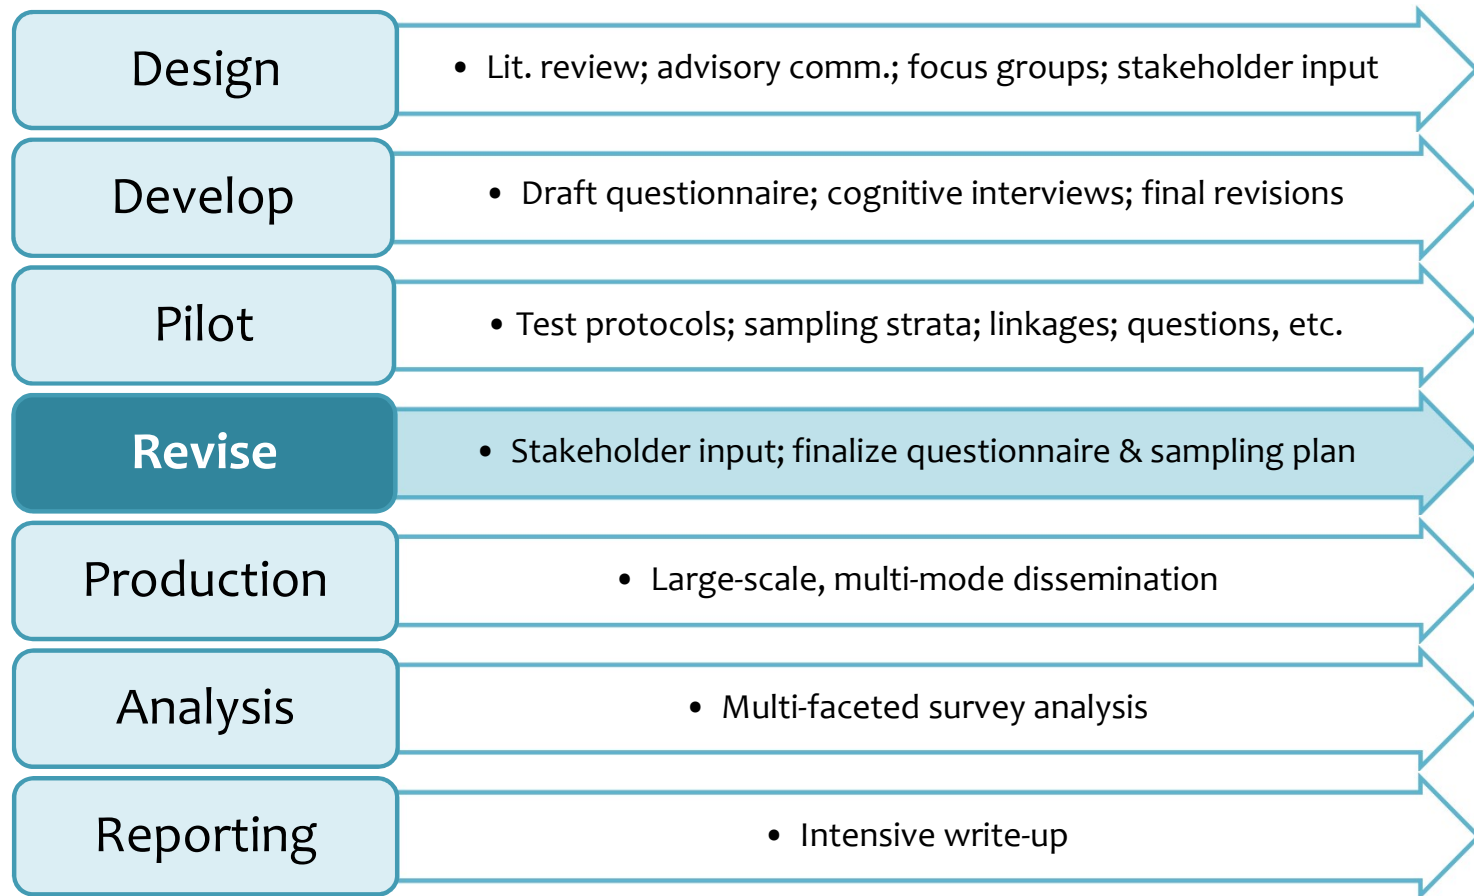 Design
• Lit. review; advisory comm.; focus groups; stakeholder input
Develop
• Draft questionnaire; cognitive interviews; final revisions
Pilot
• Test protocols; sampling strata; linkages; questions, etc.
Revise
• Stakeholder input; finalize questionnaire & sampling plan
Production
• Large-scale, multi-mode dissemination
Analysis
• Multi-faceted survey analysis
Reporting
• Intensive write-up